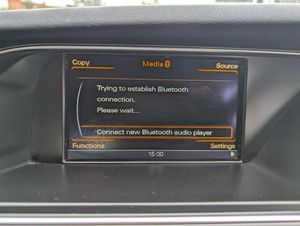 Copy
Media
Source
Trying to establish Bluetooth
connection.
Please wait...
Connect new Bluetooth audio player
Functions
Settings
15:00